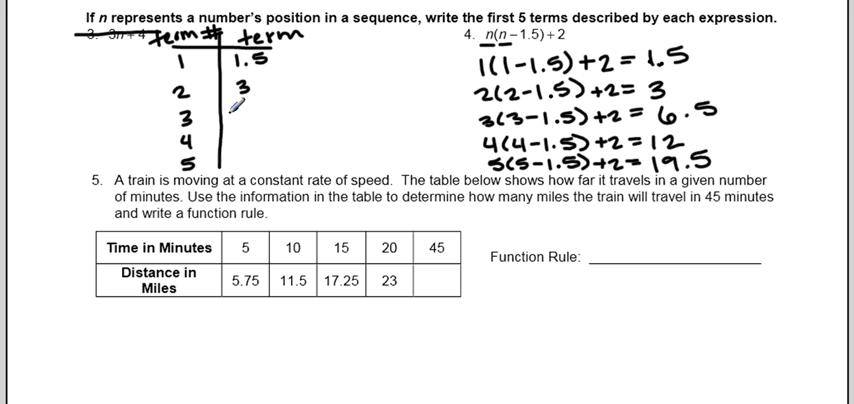 If n represents a number's position in a sequence, write the first 5 terms described by each expression.
3. 3n + 4 term # term
4. n(n – 1.5) + 2
1 1.5
1(1-1.5)+2 = 1.5
2 3
2(2-1.5)+2= 3
3
3(3-1.5)+2 = 6.5
4
4(4-1.5)+2=12
5
5(5-1.5)+2=19.5
5. A train is moving at a constant rate of speed. The table below shows how far it travels in a given number
of minutes. Use the information in the table to determine how many miles the train will travel in 45 minutes
and write a function rule.
Time in Minutes 5 10 15 20 45
Distance in
Miles 5.75 11.5 17.25 23
Function Rule: